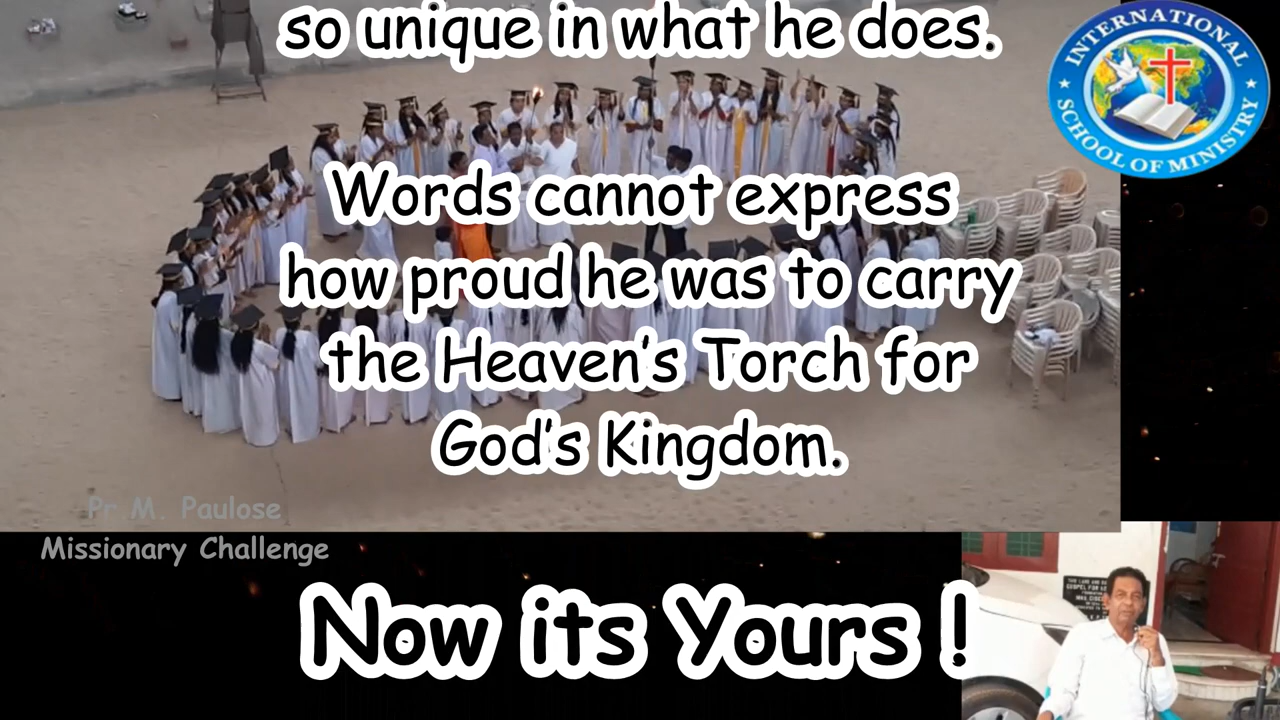 so unique in what he does.
INTERNATIONAL
SCHOOL OF MINISTRY
Words cannot express
how proud he was to carry
the Heaven's Torch for
God's Kingdom.
Pr M. Paulose
Missionary Challenge
Now its Yours !